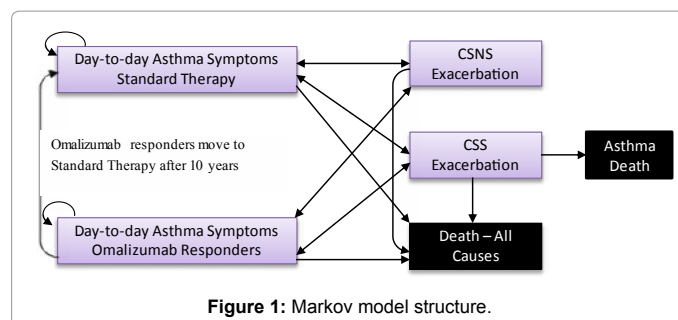 Day-to-day Asthma Symptoms
Standard Therapy
CSNS
Exacerbation
Omalizumab responders move to
Standard Therapy after 10 years
CSS
Exacerbation
Asthma
Death
Day-to-day Asthma Symptoms
Omalizumab Responders
Death – All
Causes
Figure 1: Markov model structure.